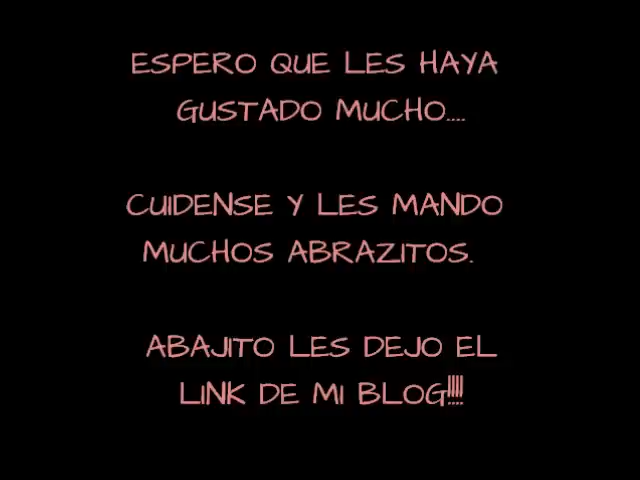 ESPERO QUE LES HAYA
GUSTADO MUCHO....
CUIDENSE Y LES MANDO
MUCHOS ABRAZITOS.
ABAJITO LES DEJO EL
LINK DE MI BLOG!!!!